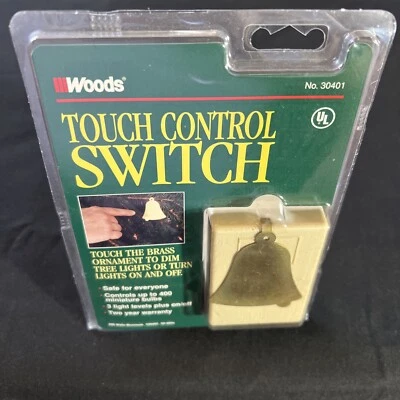 Woods®
No. 30401
UL
TOUCH CONTROL
SWITCH
TOUCH THE BRASS
ORNAMENT TO DIM
TREE LIGHTS OR TURN
LIGHTS ON AND OFF
- Safe for everyone
- Controls up to 400
miniature bulbs
- 3 light levels plus on/off
- Two year warranty